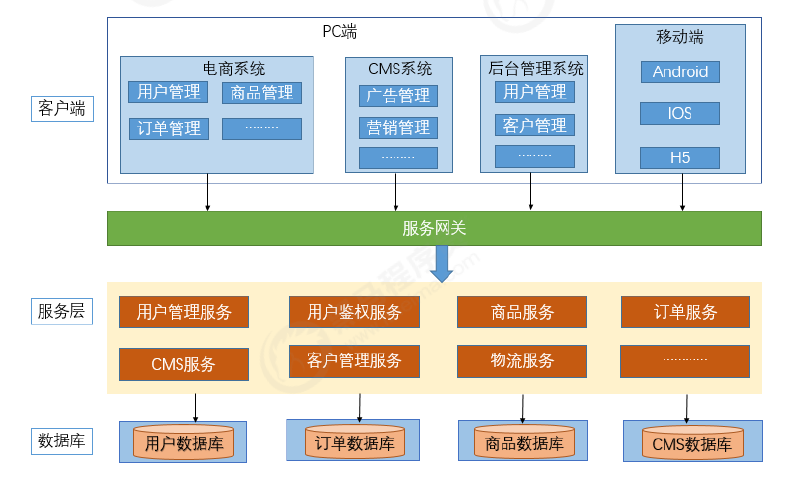 PC端
移动端
电商系统
CMS系统
后台管理系统
Android
用户管理
商品管理
广告管理
用户管理
客户端
IOS
订单管理
………
营销管理
客户管理
………
………
H5
服务网关
服务层
用户管理服务
用户鉴权服务
商品服务
订单服务
CMS服务
客户管理服务
物流服务
…………
数据库
用户数据库
订单数据库
商品数据库
CMS数据库